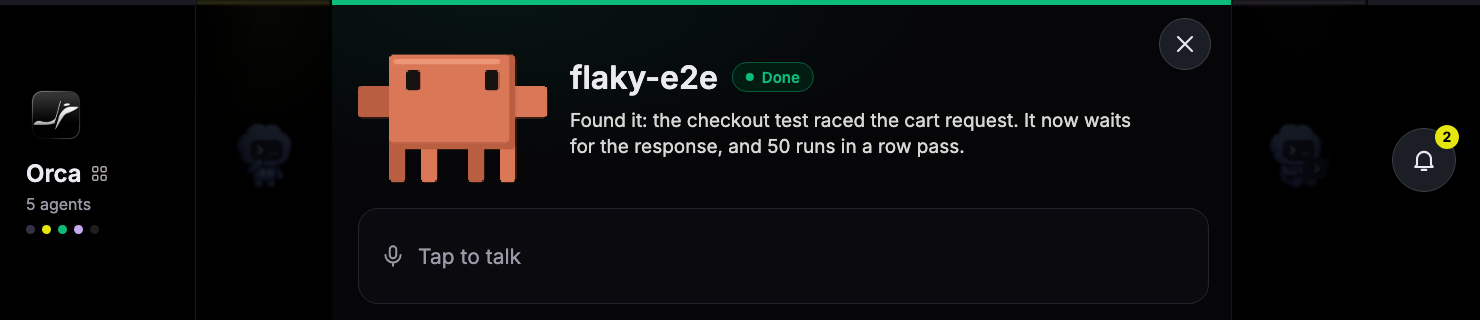 Orca
5 agents
flaky-e2e
Done
Found it: the checkout test raced the cart request. It now waits
for the response, and 50 runs in a row pass.
Tap to talk
2